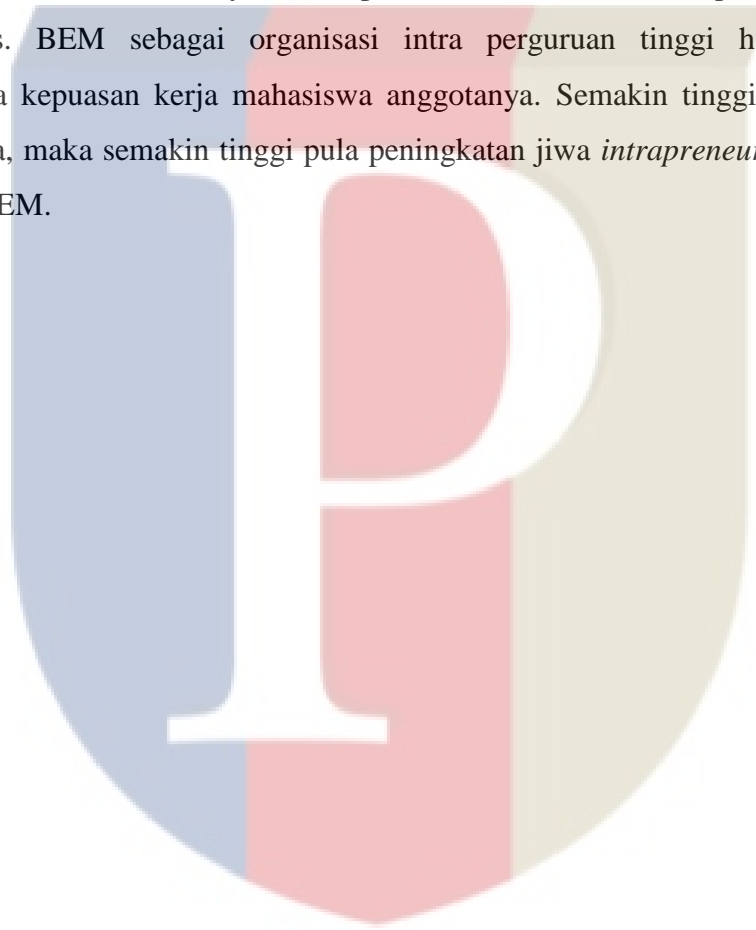 s. BEM sebagai organisasi intra perguruan tinggi h
a kepuasan kerja mahasiswa anggotanya. Semakin tinggi
a, maka semakin tinggi pula peningkatan jiwa intrapreneu
EM.
P